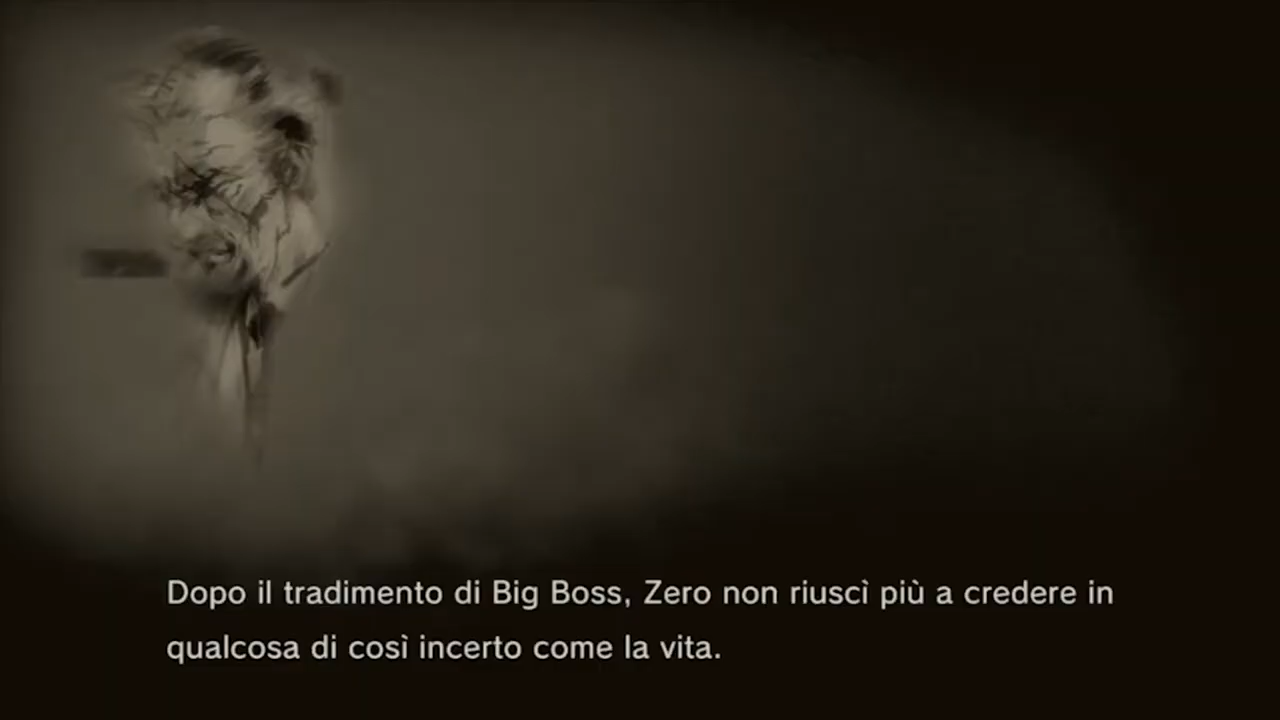 Dopo il tradimento di Big Boss, Zero non riuscì più a credere in
qualcosa di così incerto come la vita.